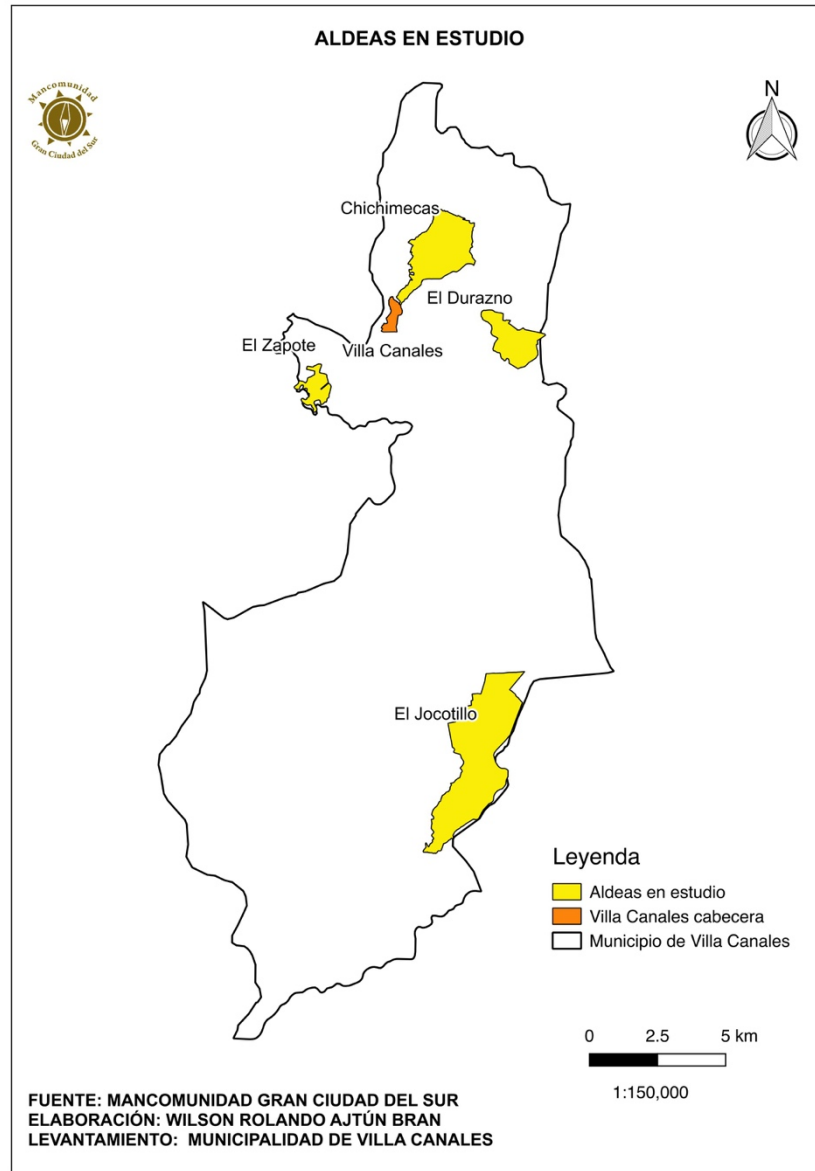 ALDEAS EN ESTUDIO
Mancomunidad
Gran Ciudad del Sur
N
Chichimecas
El Durazno
El Zapote
Villa Canales
El Jocotillo
Leyenda
Aldeas en estudio
Villa Canales cabecera
Municipio de Villa Canales
0 2.5 5 km
1:150,000
FUENTE: MANCOMUNIDAD GRAN CIUDAD DEL SUR
ELABORACIÓN: WILSON ROLANDO AJTÚN BRAN
LEVANTAMIENTO: MUNICIPALIDAD DE VILLA CANALES